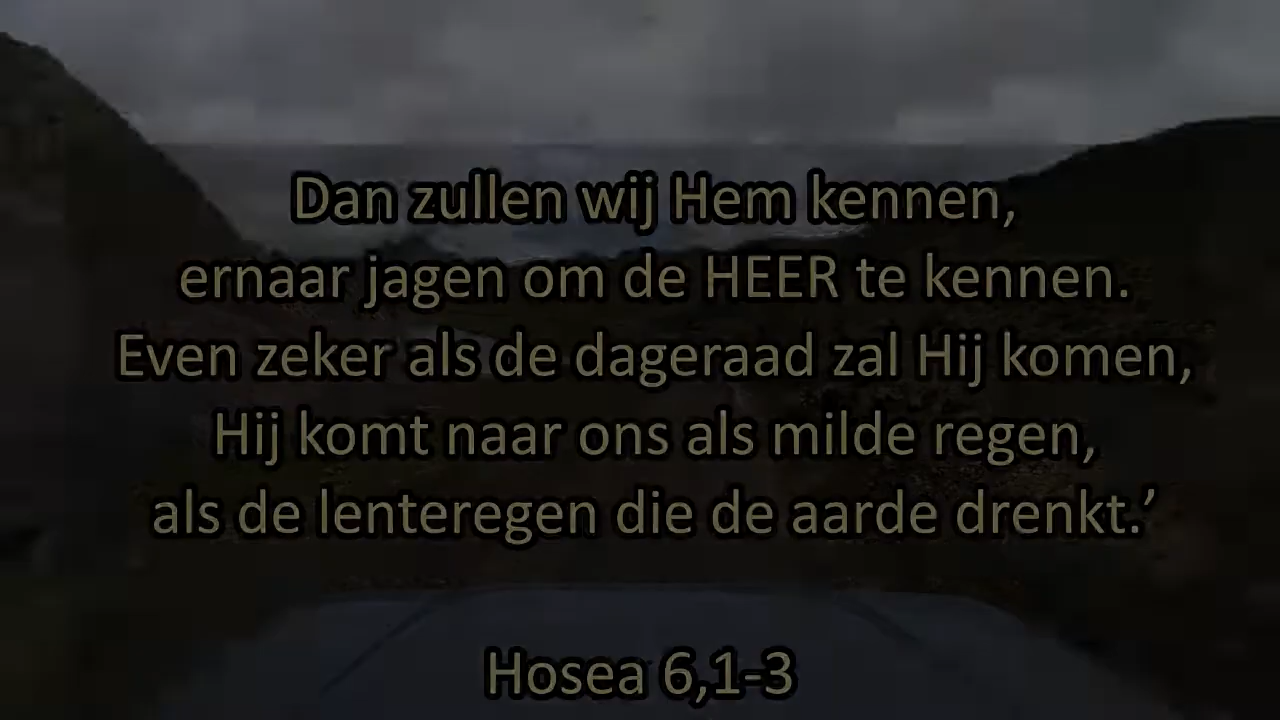 Dan zullen wij Hem kennen,
ernaar jagen om de HEER te kennen.
Even zeker als de dageraad zal Hij komen,
Hij komt naar ons als milde regen,
als de lenteregen die de aarde drenkt.’
Hosea 6,1-3